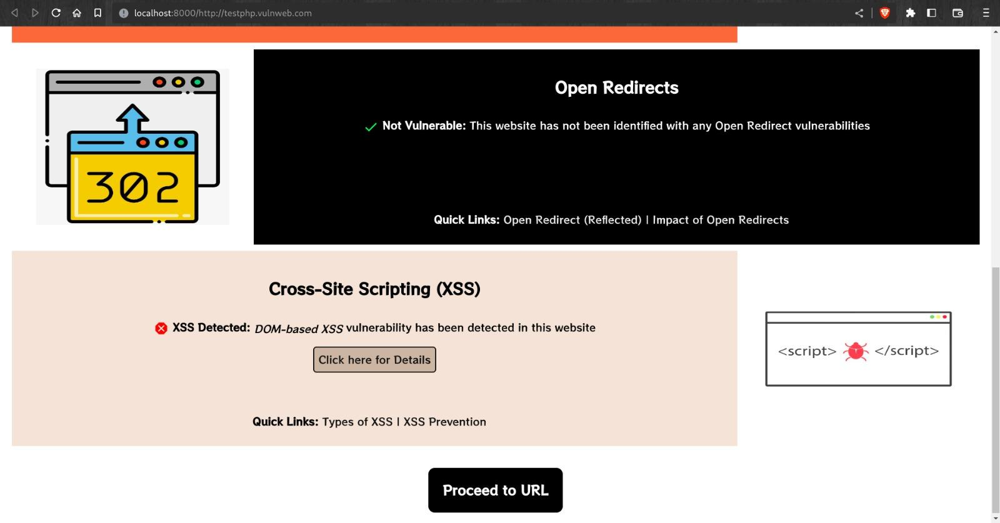 localhost:8000/http://testphp.vulnweb.com
302
Open Redirects
Not Vulnerable: This website has not been identified with any Open Redirect vulnerabilities
Quick Links: Open Redirect (Reflected) | Impact of Open Redirects
Cross-Site Scripting (XSS)
XSS Detected: DOM-based XSS vulnerability has been detected in this website
Click here for Details
Quick Links: Types of XSS | XSS Prevention
<script> </script>
Proceed to URL